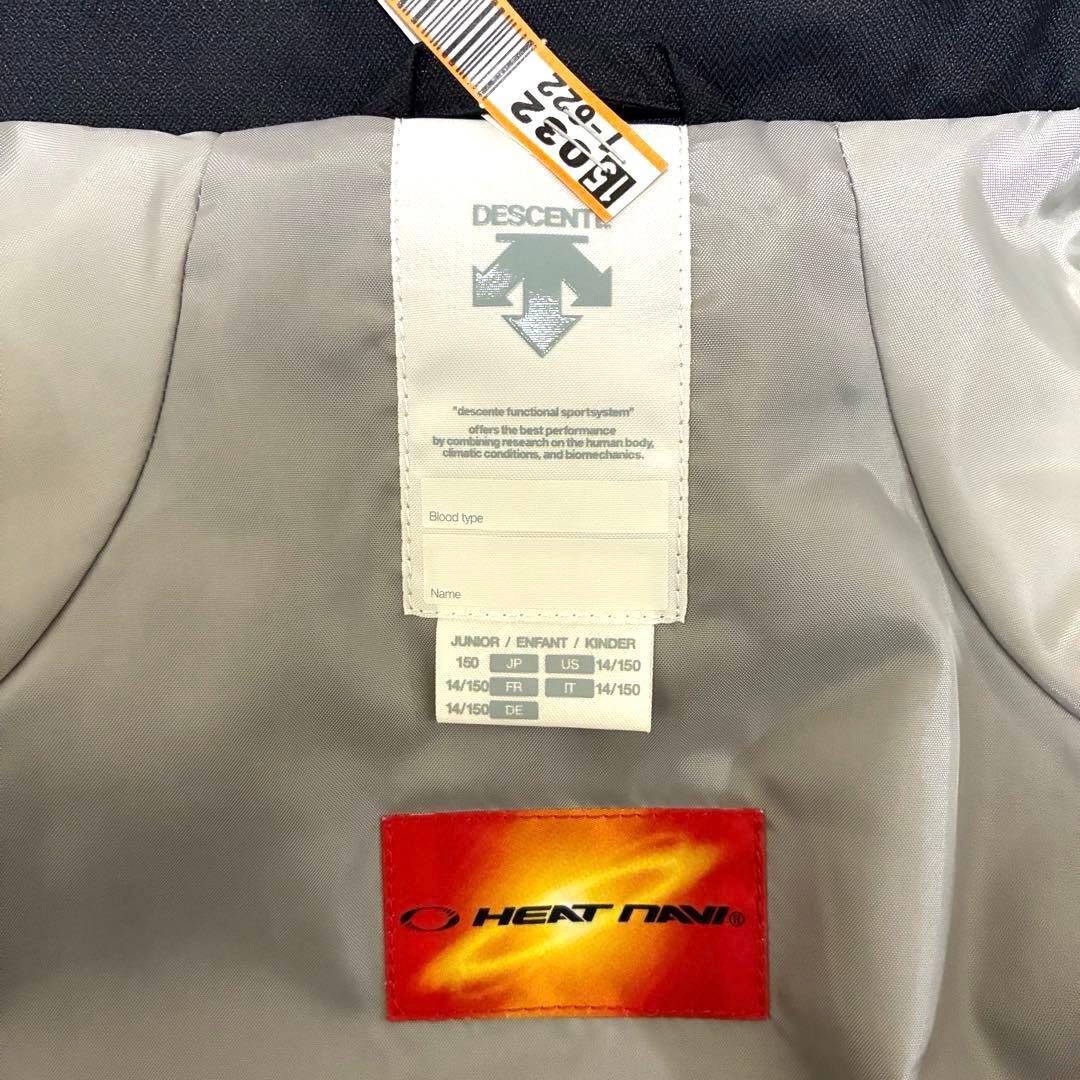 15032
1-022
DESCENTE
"descente functional sportsystem"
offers the best performance
by combining research on the human body,
climatic conditions, and biomechanics.
Blood type
Name
JUNIOR / ENFANT / KINDER
150 JP US 14/150
14/150 FR IT 14/150
14/150 DE
HEAT NAVI®